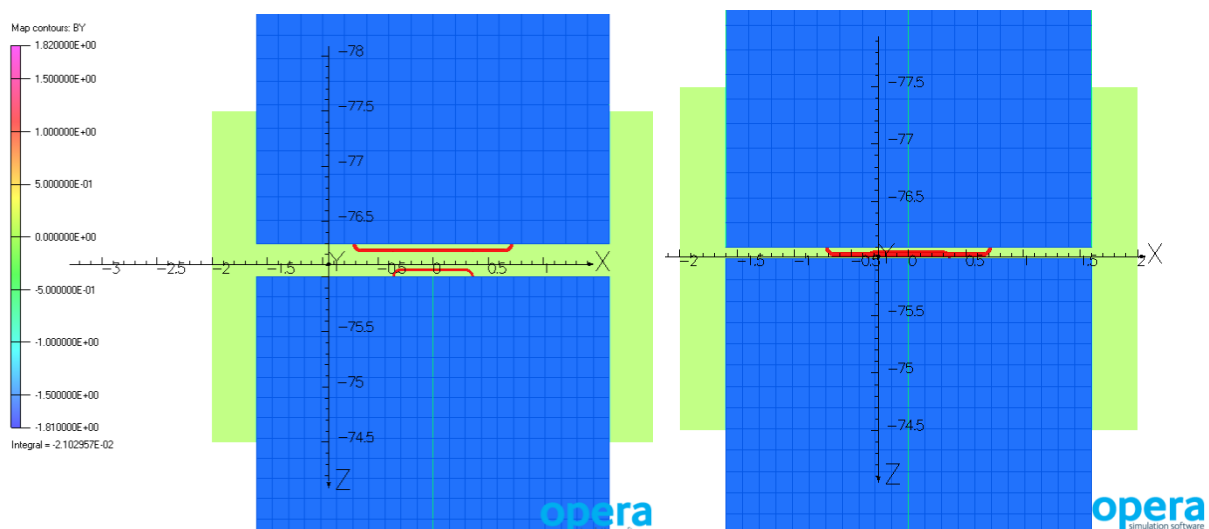 Map contours: BY
1.820000E+00
1.500000E+00
1.000000E+00
5.000000E-01
0.000000E+00
-5.000000E-01
-1.000000E+00
-1.500000E+00
-1.810000E+00
Integral = -2.102957E-02
-78
-77.5
-77
-76.5
-3
-2.5
-2
-1.5
-1
Y
-0.5
0
0.5
1
X
-75.5
-75
-74.5
Z
opera
-77.5
-77
-76.5
-2
-1.5
-1
-0.5
Y
0
0.5
1
1.5
2
X
-75.5
-75
-74.5
Z
opera
simulation software